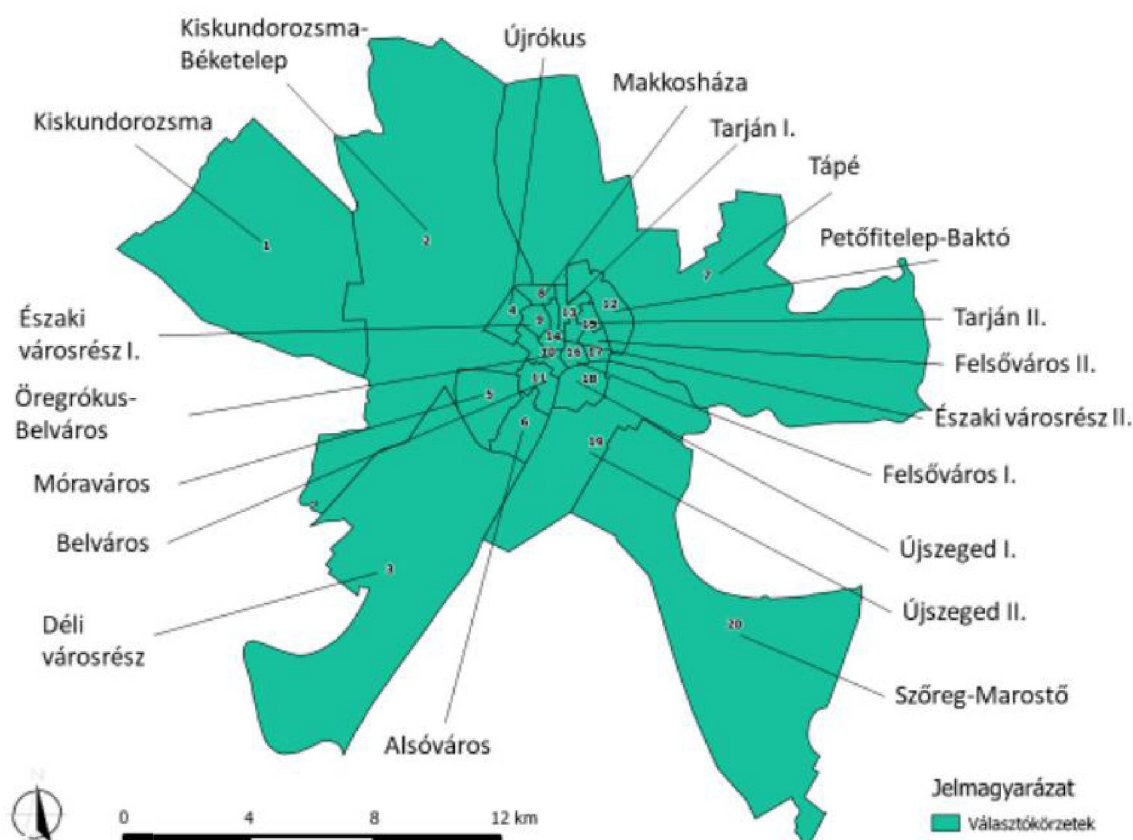 Kiskundorozsma-
Béketelep
Újrókus
Makkosháza
Kiskundorozsma
Tarján I.
Tápé
Petőfitelep-Baktó
1
2
7
8
4
12
13
9
15
Északi
városrész I.
Tarján II.
14
10
16
17
Felsőváros II.
11
18
5
Öregrókus-
Belváros
Északi városrész II.
6
19
Móraváros
Felsőváros I.
Belváros
Újszeged I.
3
Déli
városrész
Újszeged II.
20
Szőreg-Marostő
Alsóváros
N
0 4 8 12 km
Jelmagyarázat
Választókörzetek